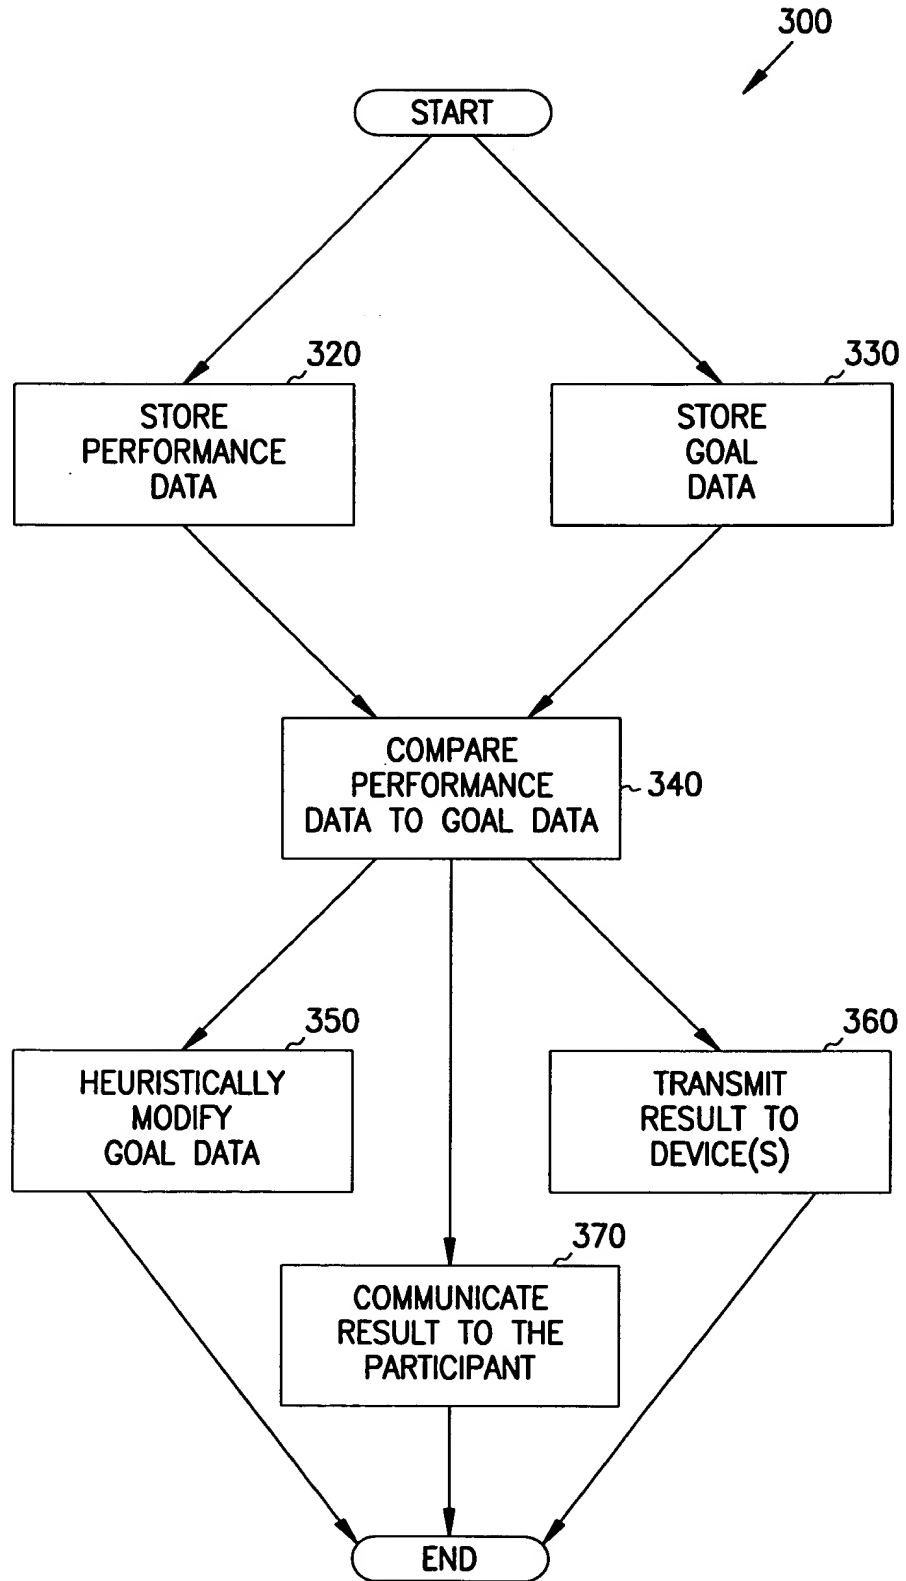 300
START
320
STORE
PERFORMANCE
DATA
330
STORE
GOAL
DATA
COMPARE
PERFORMANCE
DATA TO GOAL DATA
340
350
HEURISTICALLY
MODIFY
GOAL DATA
360
TRANSMIT
RESULT TO
DEVICE(S)
370
COMMUNICATE
RESULT TO THE
PARTICIPANT
END